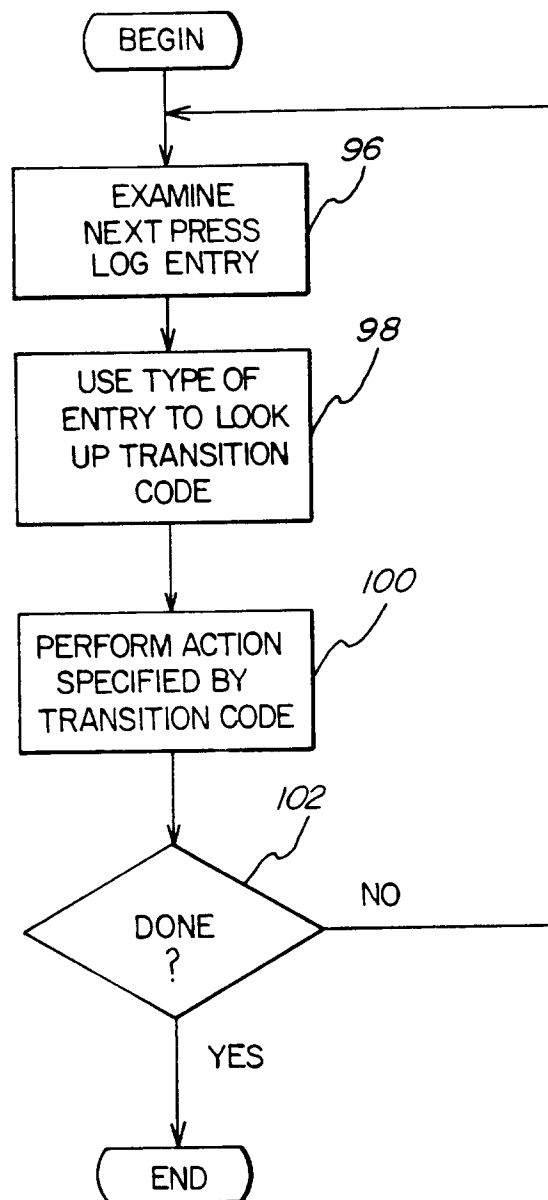 BEGIN
96
EXAMINE
NEXT PRESS
LOG ENTRY
98
USE TYPE OF
ENTRY TO LOOK
UP TRANSITION
CODE
100
PERFORM ACTION
SPECIFIED BY
TRANSITION CODE
102
DONE
?
NO
YES
END